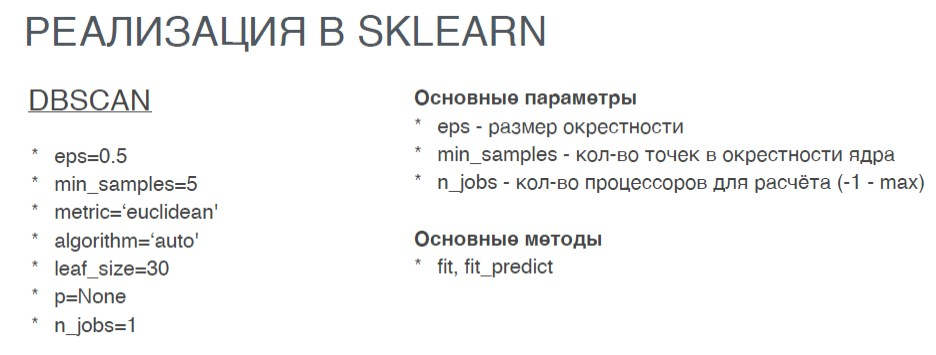 РЕАЛИЗАЦИЯ В SKLEARN
DBSCAN
* eps=0.5
* min_samples=5
* metric=‘euclidean'
* algorithm=‘auto'
* leaf_size=30
* p=None
* n_jobs=1
Основные параметры
* eps - размер окрестности
* min_samples - кол-во точек в окрестности ядра
* n_jobs - кол-во процессоров для расчёта (-1 - max)
Основные методы
* fit, fit_predict